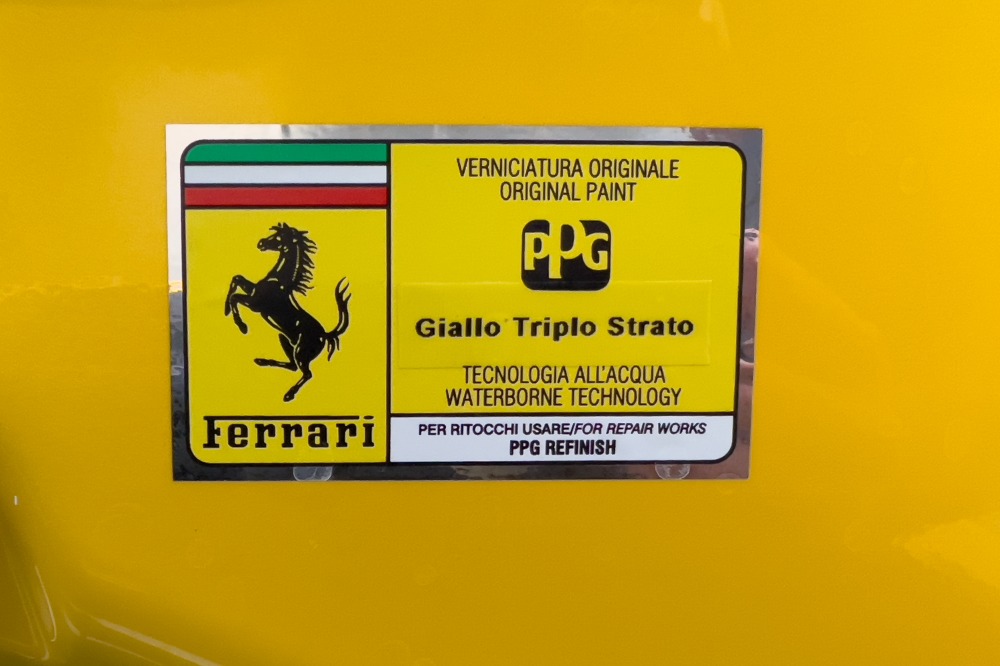 Ferrari
VERNICIATURA ORIGINALE
ORIGINAL PAINT
PPG
Giallo Triplo Strato
TECNOLOGIA ALL'ACQUA
WATERBORNE TECHNOLOGY
PER RITOCCHI USARE/FOR REPAIR WORKS
PPG REFINISH